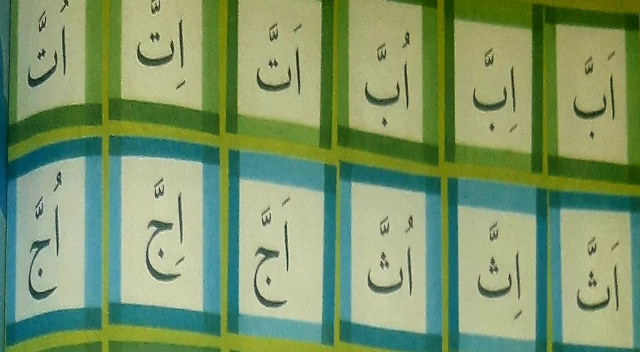 اَبَّ اِبَّ اُبَّ اَتَّ اِتَّ اُتَّ
اَثَّ اِثَّ اُثَّ اَجَّ اِجَّ اُجَّ